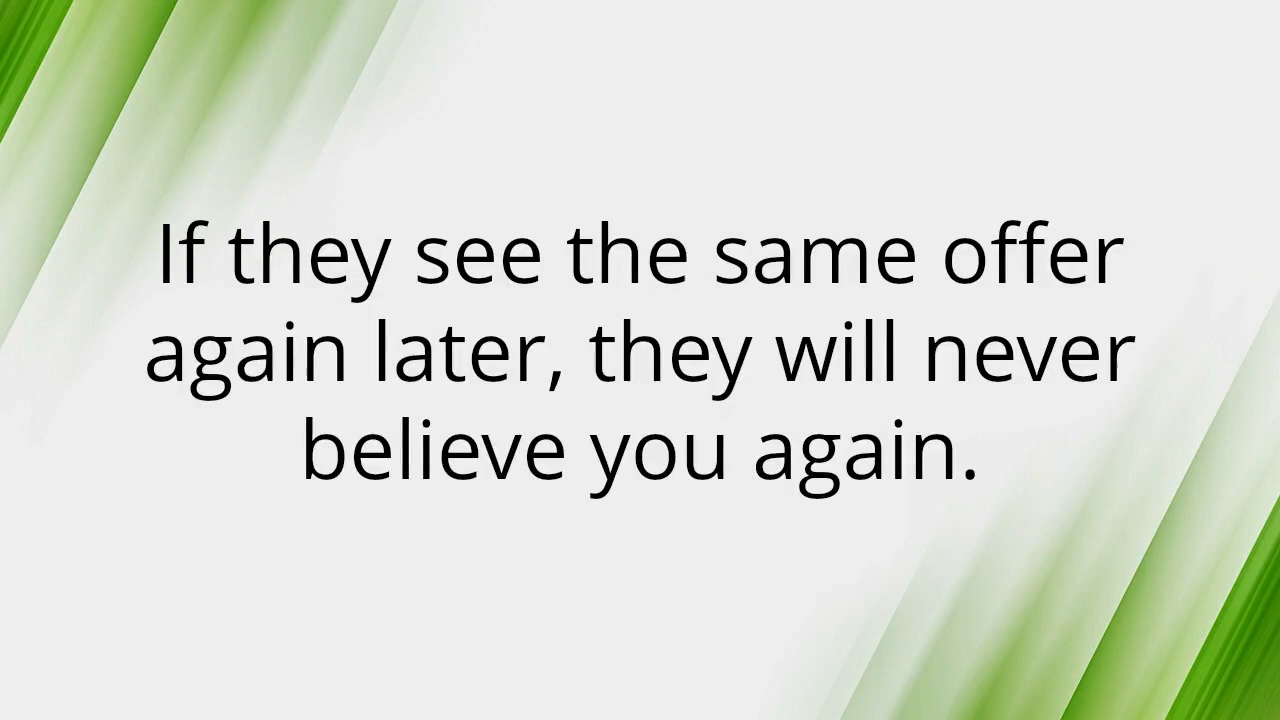 If they see the same offer
again later, they will never
believe you again.